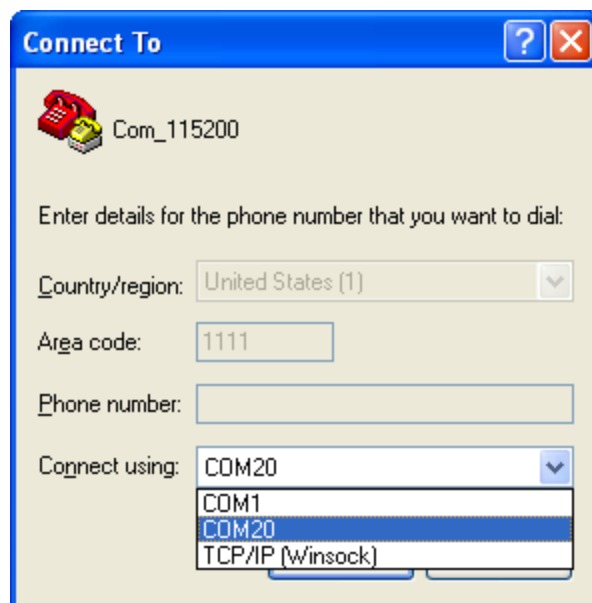 Connect To
Com_115200
Enter details for the phone number that you want to dial:
Country/region: United States (1)
Area code: 1111
Phone number:
Connect using: COM20
COM1
COM20
TCP/IP (Winsock)